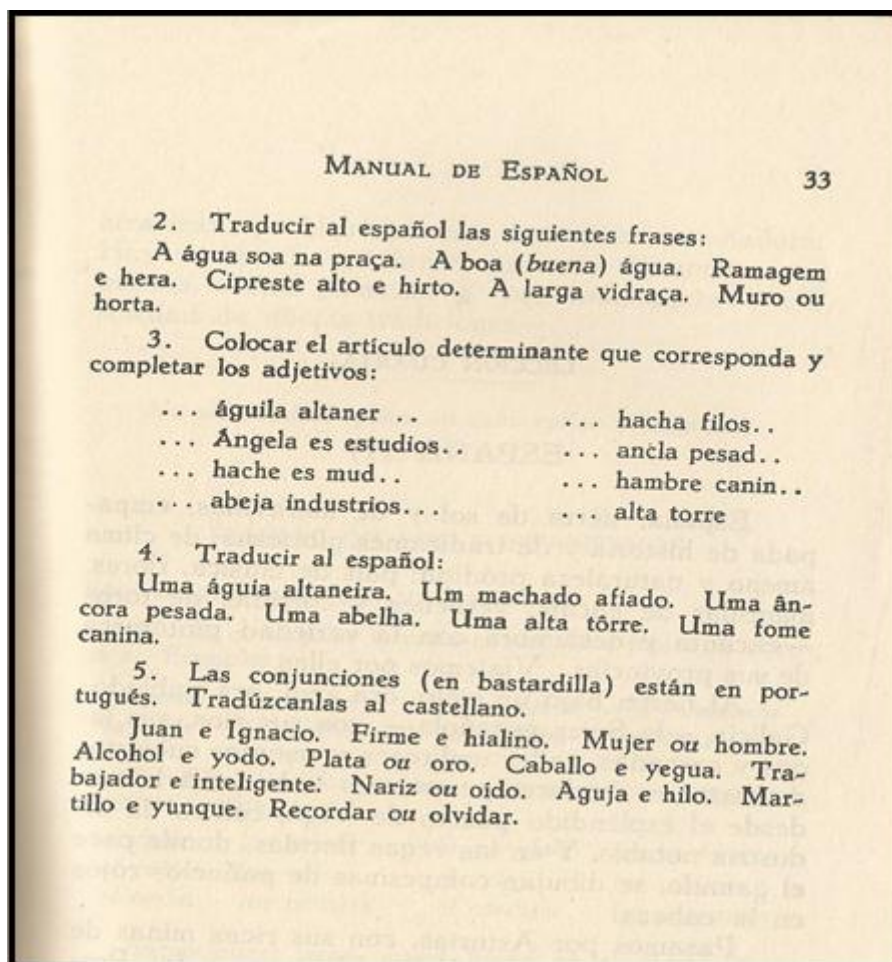 MANUAL DE ESPAÑOL 33
2. Traducir al español las siguientes frases:
A água soa na praça. A boa (buena) água. Ramagem
e hera. Cipreste alto e hirto. A larga vidraça. Muro ou
horta.
3. Colocar el artículo determinante que corresponda y
completar los adjetivos:
... águila altaner ..
... Ángela es estudios..
... hache es mud..
... abeja industrios...
... hacha filos..
... ancla pesad..
... hambre canin..
... alta torre
4. Traducir al español:
Uma águia altaneira. Um machado afiado. Uma ân-
cora pesada. Uma abelha. Uma alta tôrre. Uma fome
canina.
5. Las conjunciones (en bastardilla) están en por-
tugués. Tradúzcanlas al castellano.
Juan e Ignacio. Firme e hialino. Mujer ou hombre.
Alcohol e yodo. Plata ou oro. Caballo e yegua. Tra-
bajador e inteligente. Nariz ou oído. Aguja e hilo. Mar-
tillo e yunque. Recordar ou olvidar.